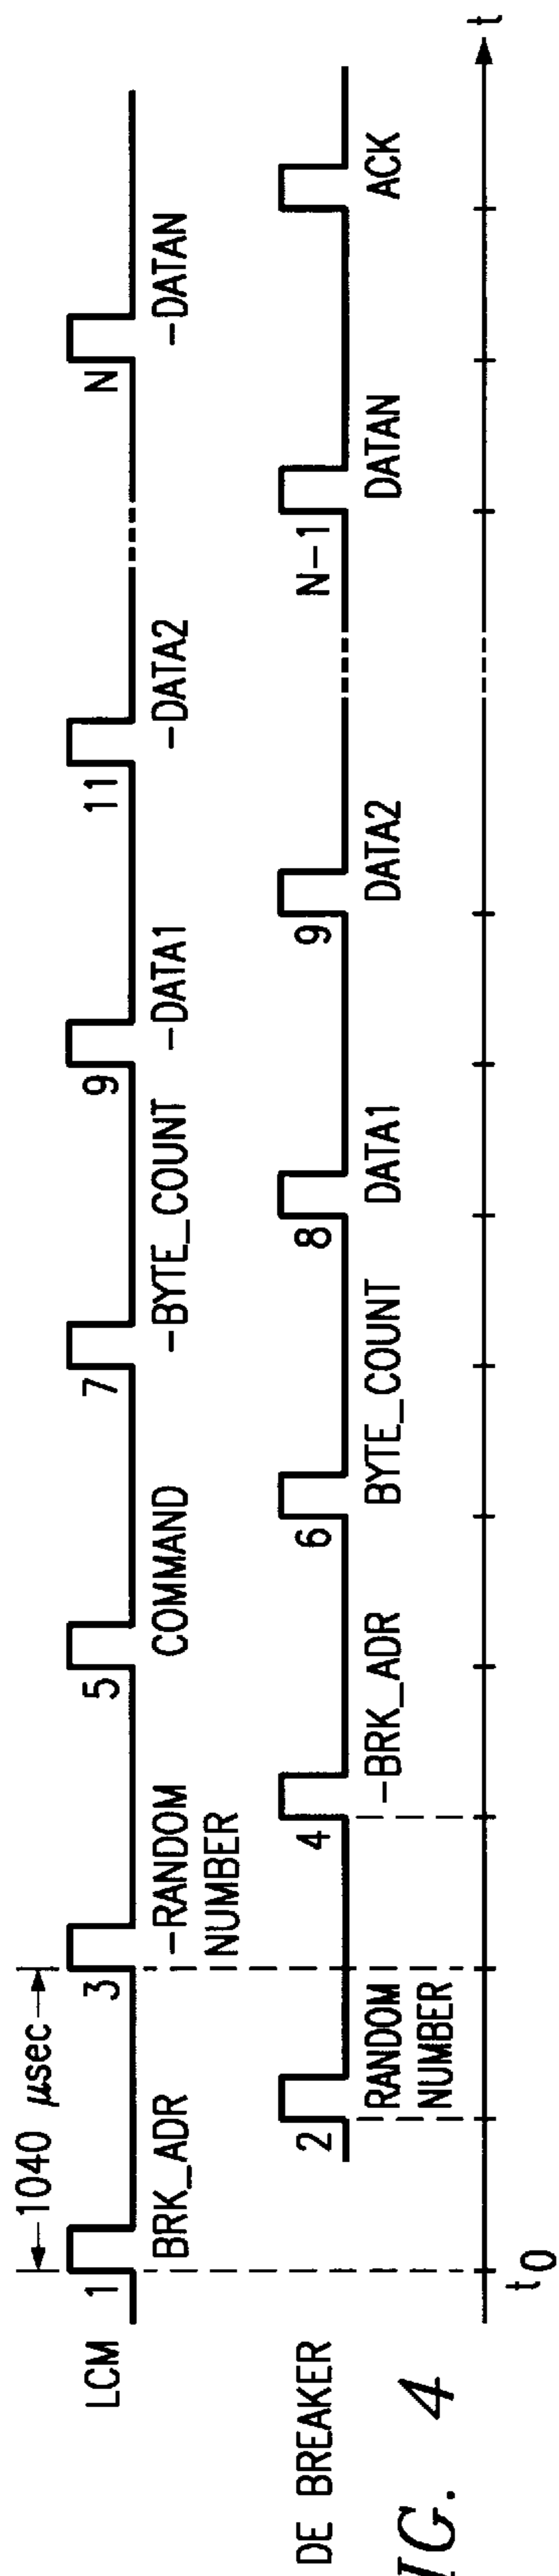 1040 μsec
LCM
1
3
5
7
9
11
N
BRK_ADR
-RANDOM
NUMBER
COMMAND
-BYTE_COUNT
-DATA1
-DATA2
-DATAN
DE BREAKER
2
4
6
8
9
N-1
RANDOM
NUMBER
-BRK_ADR
BYTE_COUNT
DATA1
DATA2
DATAN
ACK
t0
t
IG. 4